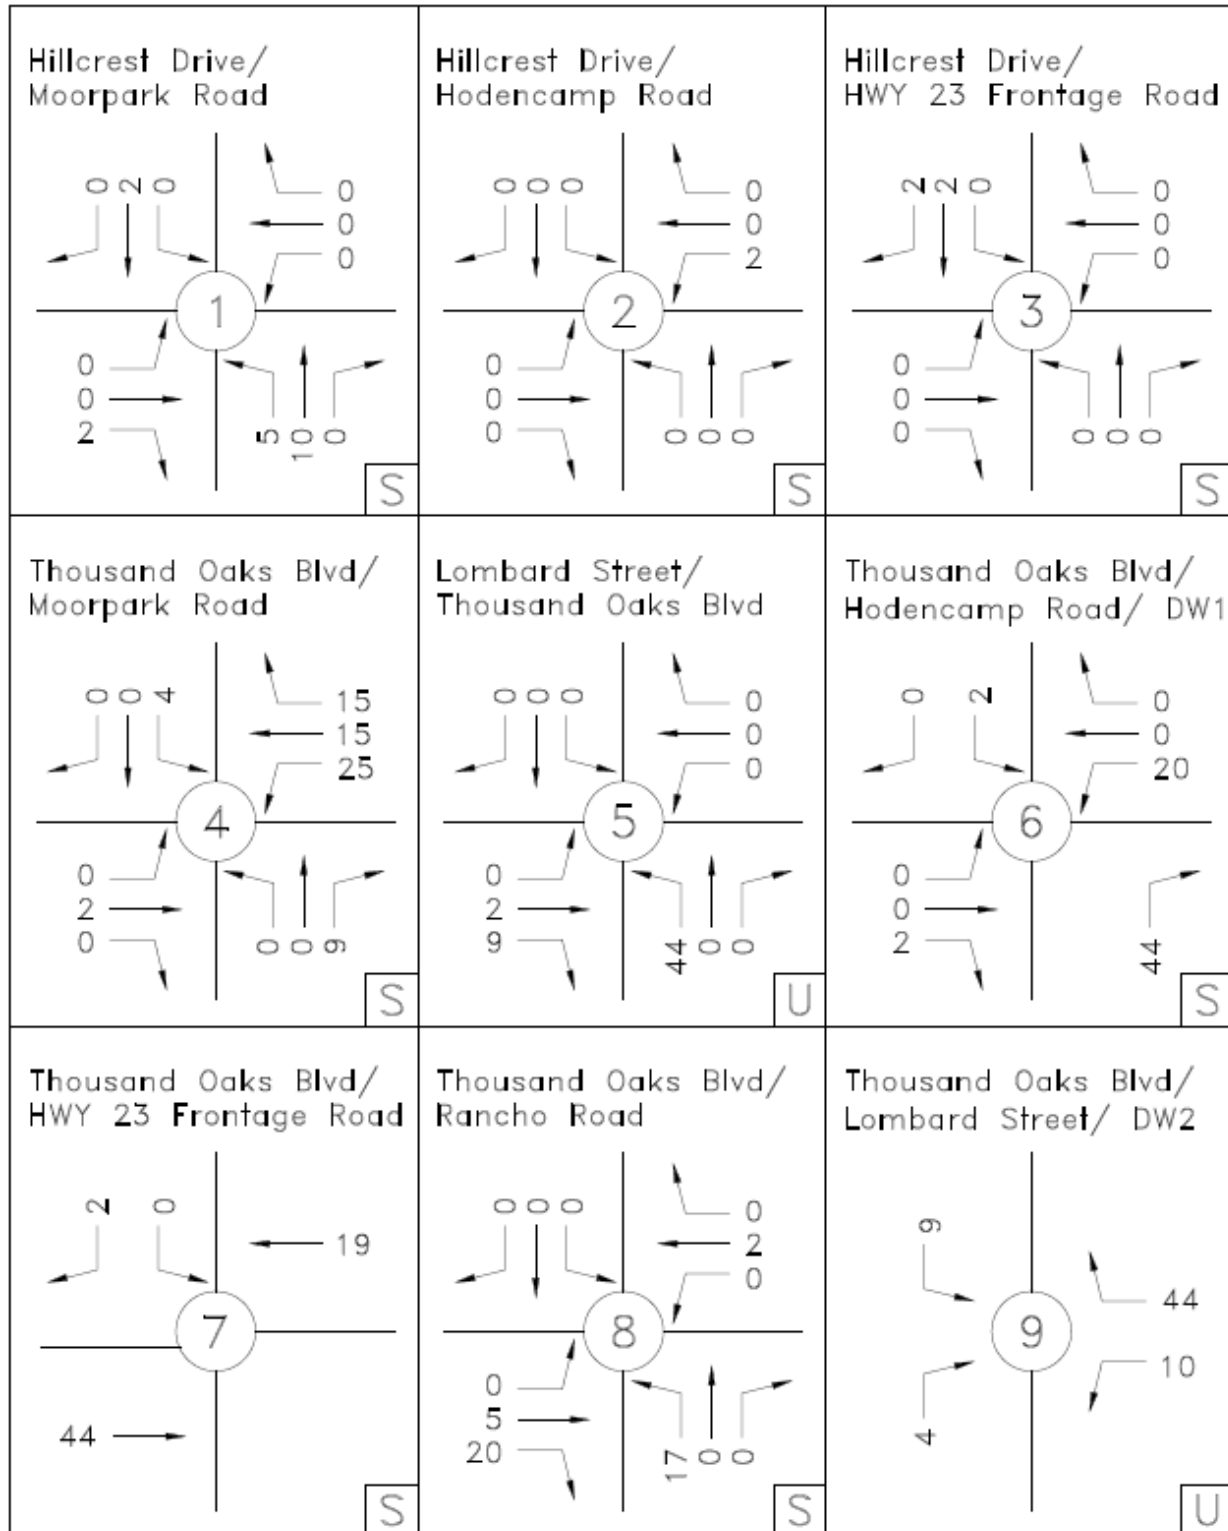 Hillcrest Drive/
Moorpark Road
0 2 0
0
0
0
1
0
0
2
5 10 0
S
Hillcrest Drive/
Hodencamp Road
0 0 0
0
0
2
2
0
0
0
0 0 0
S
Hillcrest Drive/
HWY 23 Frontage Road
2 2 0
0
0
0
3
0
0
0
0 0 0
S
Thousand Oaks Blvd/
Moorpark Road
0 0 4
15
15
25
4
0
2
0
0 0 9
S
Lombard Street/
Thousand Oaks Blvd
0 0 0
0
0
0
5
0
2
9
44 0 0
U
Thousand Oaks Blvd/
Hodencamp Road/ DW1
0 2
0
0
20
6
0
0
2
44
S
Thousand Oaks Blvd/
HWY 23 Frontage Road
2 0
19
7
44
S
Thousand Oaks Blvd/
Rancho Road
0 0 0
0
2
0
8
0
5
20
17 0 0
S
Thousand Oaks Blvd/
Lombard Street/ DW2
9
44
9
10
4
U